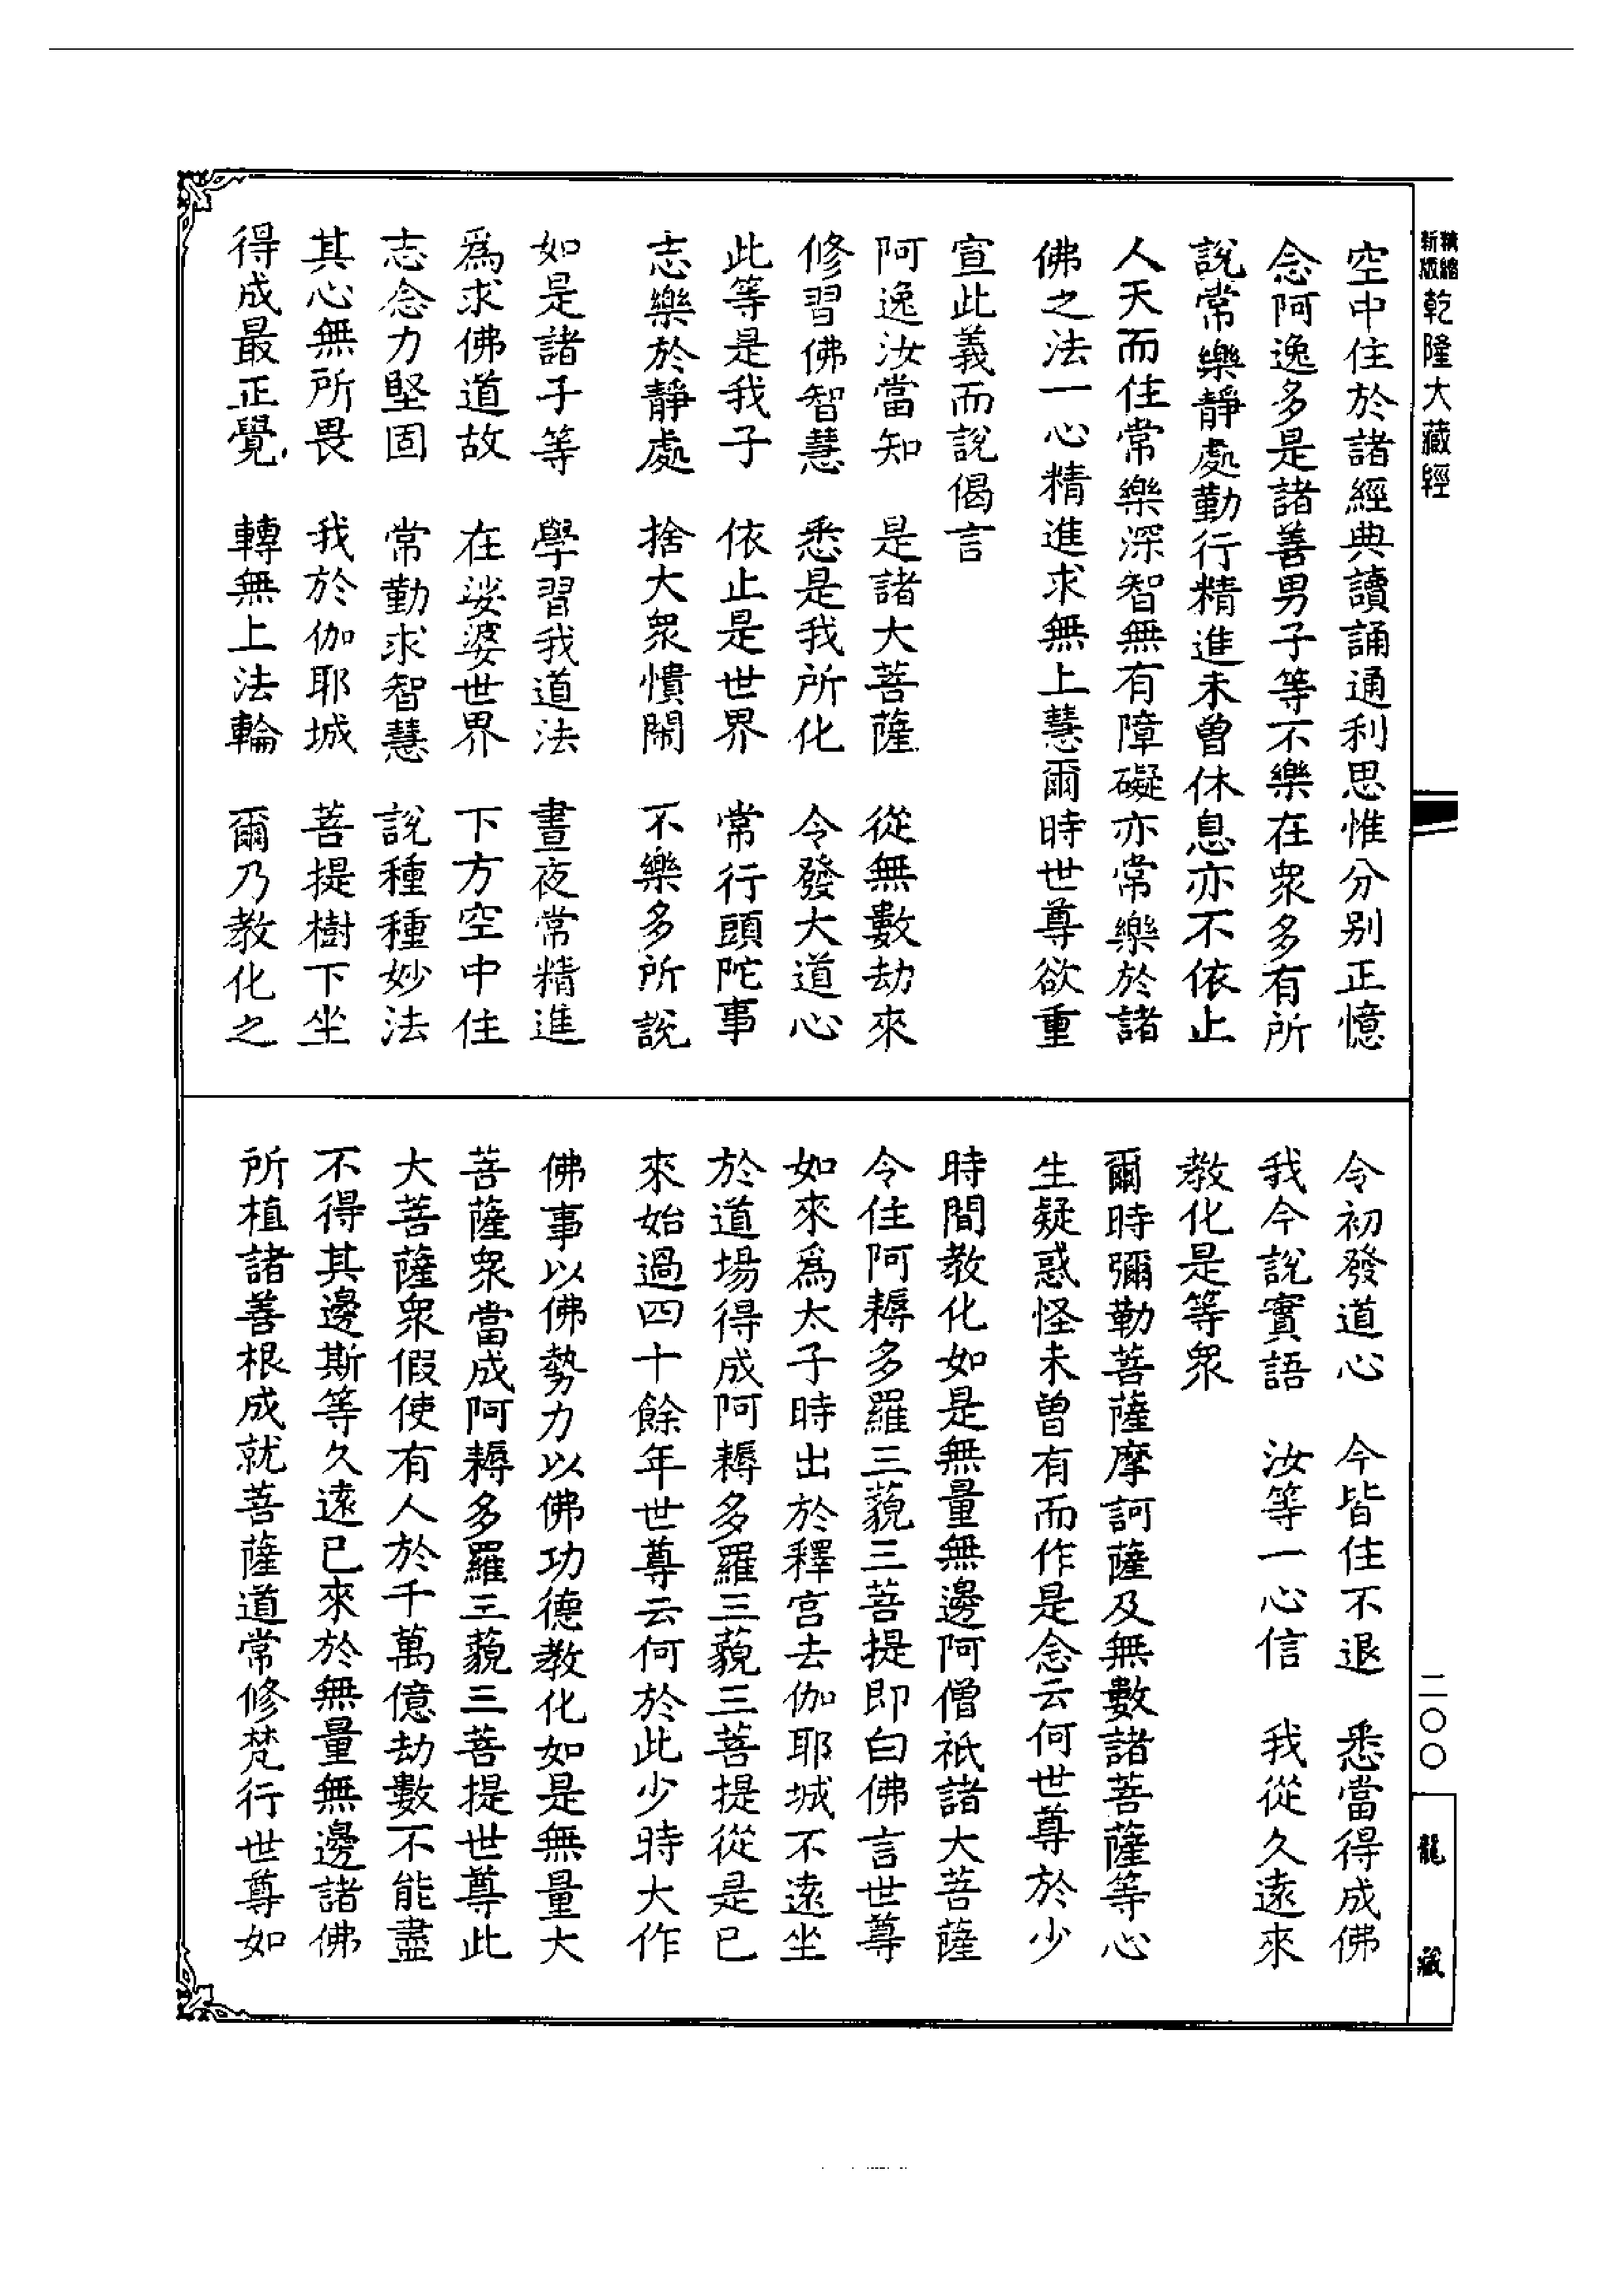 新版 精縮 乾隆大藏經
空中住於諸經典讀誦通利思惟分別正憶
念阿逸多是諸善男子等不樂在眾多有所
說常樂靜處勤行精進未曾休息亦不依止
人天而住常樂深智無有障礙亦常樂於諸
佛之法一心精進求無上慧爾時世尊欲重
宣此義而說偈言
阿逸汝當知　是諸大菩薩　從無數劫來
修習佛智慧　悉是我所化　令發大道心
此等是我子　依止是世界　常行頭陀事
志樂於靜處　捨大眾憒閙　不樂多所說
如是諸子等　學習我道法　晝夜常精進
為求佛道故　在娑婆世界　下方空中住
志念力堅固　常勤求智慧　說種種妙法
其心無所畏　我於伽耶城　菩提樹下坐
得成最正覺　轉無上法輪　爾乃教化之
令初發道心　今皆住不退　悉當得成佛
我今說實語　汝等一心信　我從久遠來
教化是等眾
爾時彌勒菩薩摩訶薩及無數諸菩薩等心
生疑惑怪未曾有而作是念云何世尊於少
時間教化如是無量無邊阿僧祇諸大菩薩
令住阿耨多羅三藐三菩提即白佛言世尊
如來為太子時出於釋宮去伽耶城不遠坐
於道場得成阿耨多羅三藐三菩提從是已
來始過四十餘年世尊云何於此少時大作
佛事以佛勢力以佛功德教化如是無量大
菩薩眾當成阿耨多羅三藐三菩提世尊此
大菩薩眾假使有人於千萬億劫數不能盡
不得其邊斯等久遠已來於無量無邊諸佛
所植諸善根成就菩薩道常修梵行世尊如
二〇〇
龍藏